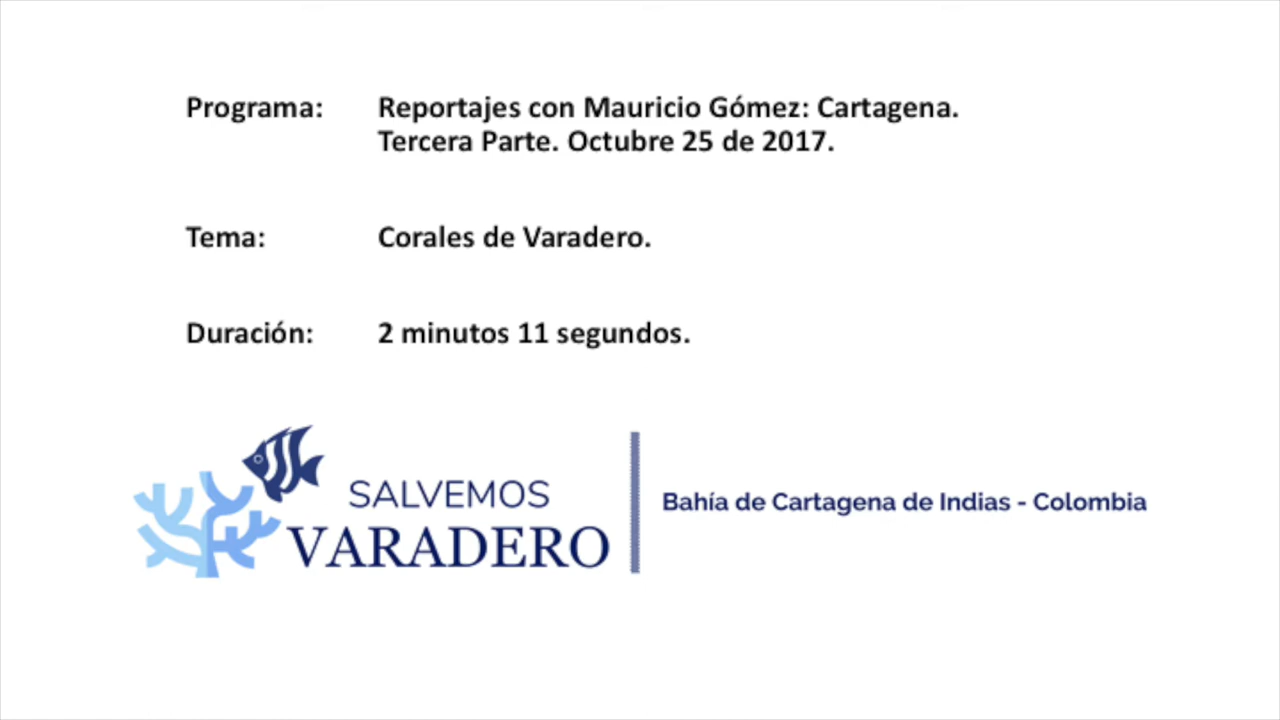 Programa: Reportajes con Mauricio Gómez: Cartagena.
Tercera Parte. Octubre 25 de 2017.
Tema: Corales de Varadero.
Duración: 2 minutos 11 segundos.
SALVEMOS
VARADERO
Bahía de Cartagena de Indias - Colombia